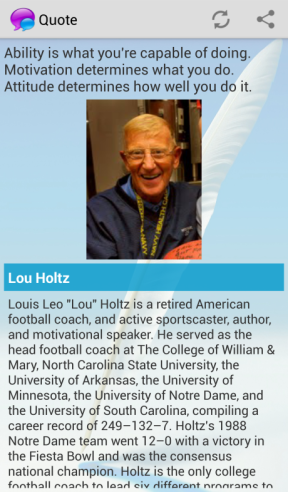 Quote
Ability is what you're capable of doing.
Motivation determines what you do.
Attitude determines how well you do it.
Lou Holtz
Louis Leo "Lou" Holtz is a retired American
football coach, and active sportscaster, author,
and motivational speaker. He served as the
head football coach at The College of William &
Mary, North Carolina State University, the
University of Arkansas, the University of
Minnesota, the University of Notre Dame, and
the University of South Carolina, compiling a
career record of 249–132–7. Holtz's 1988
Notre Dame team went 12–0 with a victory in
the Fiesta Bowl and was the consensus
national champion. Holtz is the only college
football coach to lead six different programs to